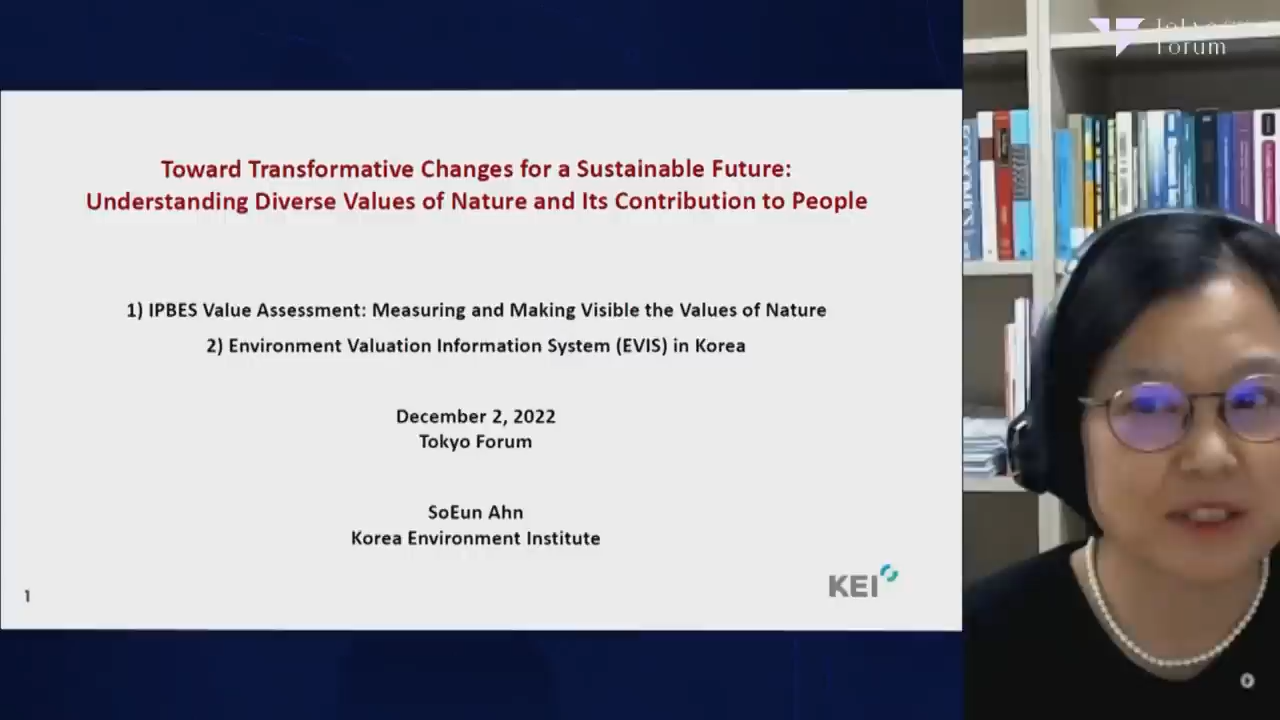 Tokyo
Forum
Toward Transformative Changes for a Sustainable Future:
Understanding Diverse Values of Nature and Its Contribution to People
1) IPBES Value Assessment: Measuring and Making Visible the Values of Nature
2) Environment Valuation Information System (EVIS) in Korea
December 2, 2022
Tokyo Forum
SoEun Ahn
Korea Environment Institute
KEI
1